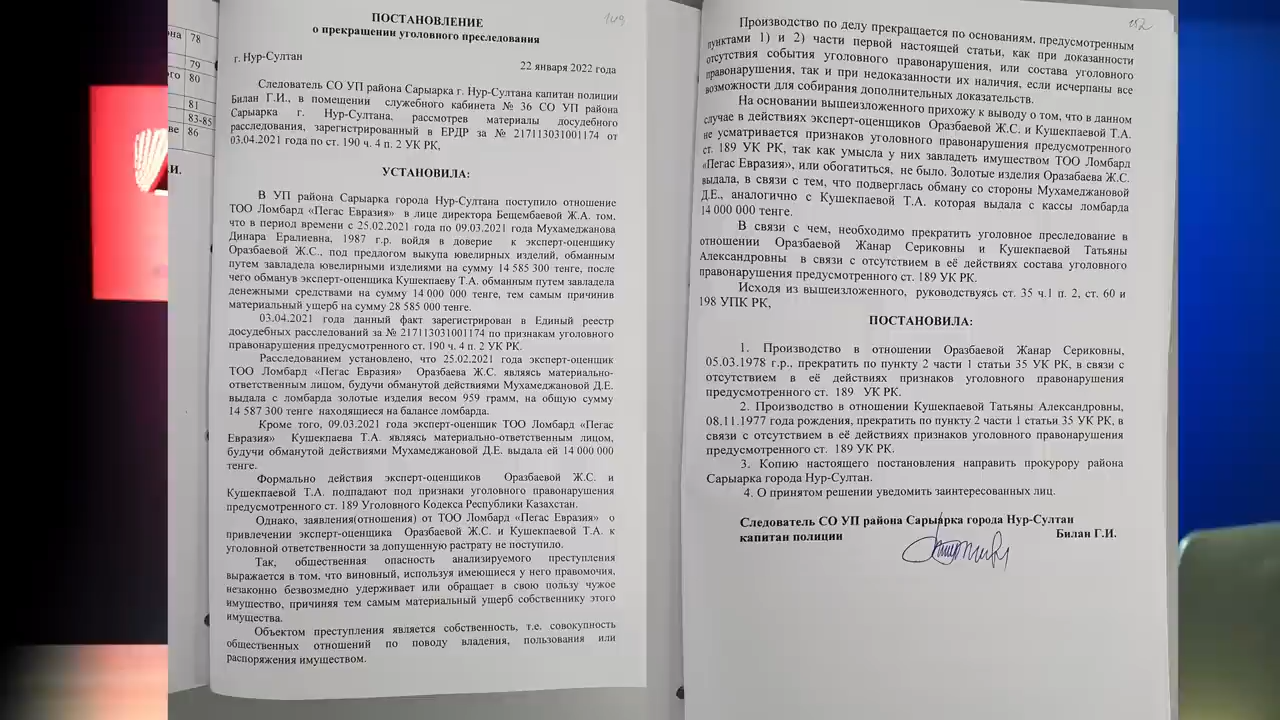 на 78
79
ого 80
81
83-85
ве 86
И.
149
ПОСТАНОВЛЕНИЕ
о прекращении уголовного преследования
г. Нур-Султан
22 января 2022 года
Следователь СО УП района Сарыарка г. Нур-Султана капитан полиции
Билан Г.И., в помещении служебного кабинета № 36 СО УП района
Сарыарка г. Нур-Султана, рассмотрев материалы досудебного
расследования, зарегистрированный в ЕРДР за № 217113031001174 от
03.04.2021 года по ст. 190 ч. 4 п. 2 УК РК,
УСТАНОВИЛА:
В УП района Сарыарка города Нур-Султана поступило отношение
ТОО Ломбард «Пегас Евразия» в лице директора Бешембаевой Ж.А. том,
что в период времени с 25.02.2021 года по 09.03.2021 года Мухамеджанова
Динара Ералиевна, 1987 г.р. войдя в доверие к эксперт-оценщику
Оразбаевой Ж.С., под предлогом выкупа ювелирных изделий, обманным
путем завладела ювелирными изделиями на сумму 14 585 300 тенге, после
чего обманув эксперт-оценщика Кушекпаеву Т.А. обманным путем завладела
денежными средствами на сумму 14 000 000 тенге, тем самым причинив
материальный ущерб на сумму 28 585 000 тенге.
03.04.2021 года данный факт зарегистрирован в Единый реестр
досудебных расследований за № 217113031001174 по признакам уголовного
правонарушения предусмотренного ст. 190 ч. 4 п. 2 УК РК.
Расследованием установлено, что 25.02.2021 года эксперт-оценщик
ТОО Ломбард «Пегас Евразия» Оразбаева Ж.С. являясь материально-
ответственным лицом, будучи обманутой действиями Мухамеджановой Д.Е.
выдала с ломбарда золотые изделия весом 959 грамм, на общую сумму
14 587 300 тенге находящиеся на балансе ломбарда.
Кроме того, 09.03.2021 года эксперт-оценщик ТОО Ломбард «Пегас
Евразия» Кушекпаева Т.А. являясь материально-ответственным лицом,
будучи обманутой действиями Мухамеджановой Д.Е. выдала ей 14 000 000
тенге.
Формально действия эксперт-оценщиков Оразбаевой Ж.С. и
Кушекпаевой Т.А. подпадают под признаки уголовного правонарушения
предусмотренного ст. 189 Уголовного Кодекса Республики Казахстан.
Однако, заявления(отношения) от ТОО Ломбард «Пегас Евразия» о
привлечении эксперт-оценщика Оразбаевой Ж.С. и Кушекпаевой Т.А. к
уголовной ответственности за допущенную растрату не поступило.
Так, общественная опасность анализируемого преступления
выражается в том, что виновный, используя имеющиеся у него правомочия,
незаконно безвозмездно удерживает или обращает в свою пользу чужое
имущество, причиняя тем самым материальный ущерб собственнику этого
имущества.
Объектом преступления является собственность, т.е. совокупность
общественных отношений по поводу владения, пользования или
распоряжения имуществом.
152
Производство по делу прекращается по основаниям, предусмотренным
пунктами 1) и 2) части первой настоящей статьи, как при доказанности
отсутствия события уголовного правонарушения, или состава уголовного
правонарушения, так и при недоказанности их наличия, если исчерпаны все
возможности для собирания дополнительных доказательств.
На основании вышеизложенного прихожу к выводу о том, что в данном
случае в действиях эксперт-оценщиков Оразбаевой Ж.С. и Кушекпаевой Т.А.
не усматривается признаков уголовного правонарушения предусмотренного
ст. 189 УК РК, так как умысла у них завладеть имуществом ТОО Ломбард
«Пегас Евразия», или обогатиться, не было. Золотые изделия Оразабаева Ж.С.
выдала, в связи с тем, что подверглась обману со стороны Мухамеджановой
Д.Е., аналогично с Кушекпаевой Т.А. которая выдала с кассы ломбарда
14 000 000 тенге.
В связи с чем, необходимо прекратить уголовное преследование в
отношении Оразбаевой Жанар Сериковны и Кушекпаевой Татьяны
Александровны в связи с отсутствием в её действиях состава уголовного
правонарушения предусмотренного ст. 189 УК РК.
Исходя из вышеизложенного, руководствуясь ст. 35 ч.1 п. 2, ст. 60 и
198 УПК РК,
ПОСТАНОВИЛА:
1. Производство в отношении Оразбаевой Жанар Сериковны,
05.03.1978 г.р., прекратить по пункту 2 части 1 статьи 35 УК РК, в связи с
отсутствием в её действиях признаков уголовного правонарушения
предусмотренного ст. 189 УК РК.
2. Производство в отношении Кушекпаевой Татьяны Александровны,
08.11.1977 года рождения, прекратить по пункту 2 части 1 статьи 35 УК РК, в
связи с отсутствием в её действиях признаков уголовного правонарушения
предусмотренного ст. 189 УК РК.
3. Копию настоящего постановления направить прокурору района
Сарыарка города Нур-Султан.
4. О принятом решении уведомить заинтересованных лиц.
Следователь СО УП района Сарыарка города Нур-Султан
капитан полиции Билан Г.И.